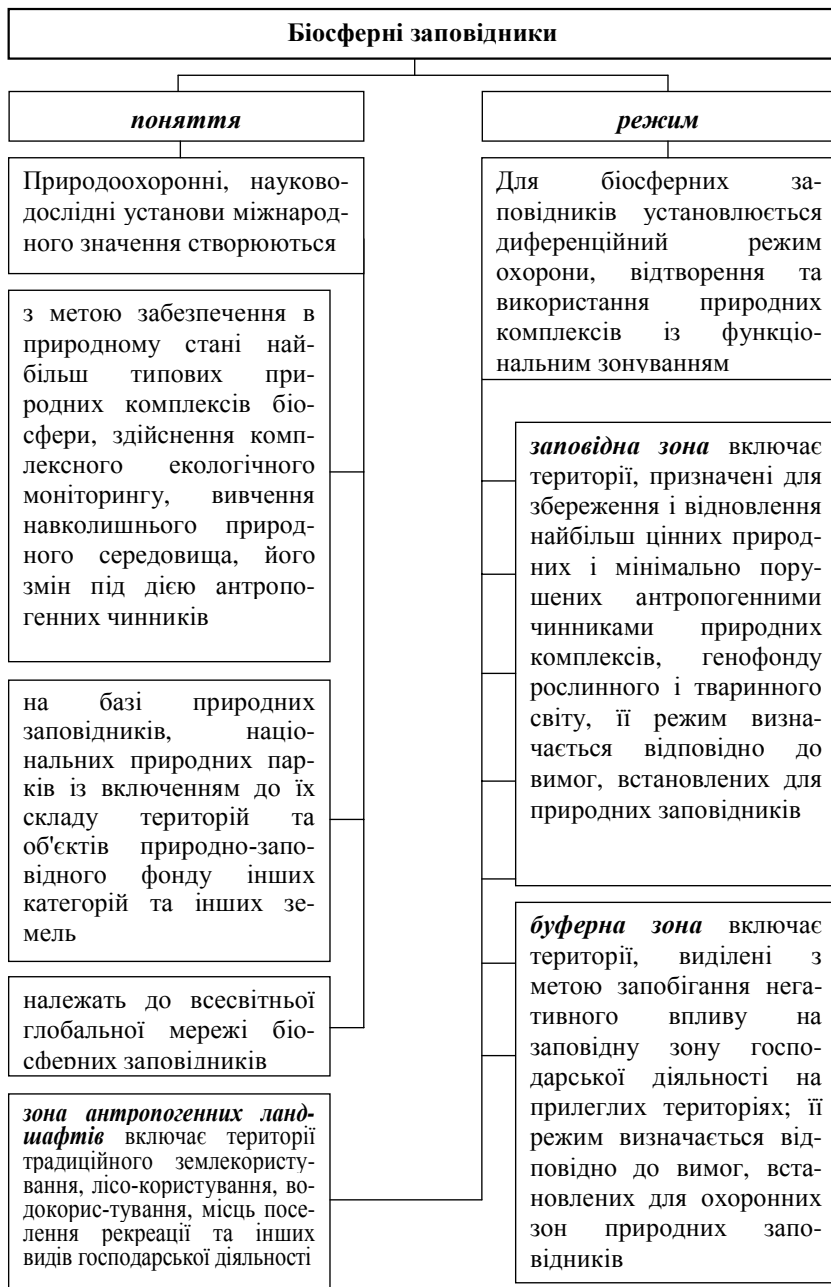 Біосферні заповідники
поняття
Природоохоронні, науково-
дослідні установи міжнарод-
ного значення створюються
з метою забезпечення в
природному стані най-
більш типових при-
родних комплексів біо-
сфери, здійснення комп-
лексного екологічного
моніторингу, вивчення
навколишнього природ-
ного середовища, його
змін під дією антропо-
генних чинників
на базі природних
заповідників, націо-
нальних природних пар-
ків із включенням до їх
складу територій та
об'єктів природно-запо-
відного фонду інших
категорій та інших зе-
мель
належать до всесвітньої
глобальної мережі біо-
сферних заповідників
режим
Для біосферних за-
повідників установлюється
диференційний режим
охорони, відтворення та
використання природних
комплексів із функціо-
нальним зонуванням
заповідна зона включає
території, призначені для
збереження і відновлення
найбільш цінних природ-
них і мінімально пору-
шених антропогенними
чинниками природних
комплексів, генофонду
рослинного і тваринного
світу, її режим визна-
чається відповідно до
вимог, встановлених для
природних заповідників
буферна зона включає
території, виділені з
метою запобігання нега-
тивного впливу на
заповідну зону госпо-
дарської діяльності на
прилеглих територіях; її
режим визначається від-
повідно до вимог, вста-
новлених для охоронних
зон природних запо-
відників
зона антропогенних ланд-
шафтів включає території
традиційного землекористу-
вання, лісо-користування, во-
докорис-тування, місць посе-
лення рекреації та інших
видів господарської діяльності